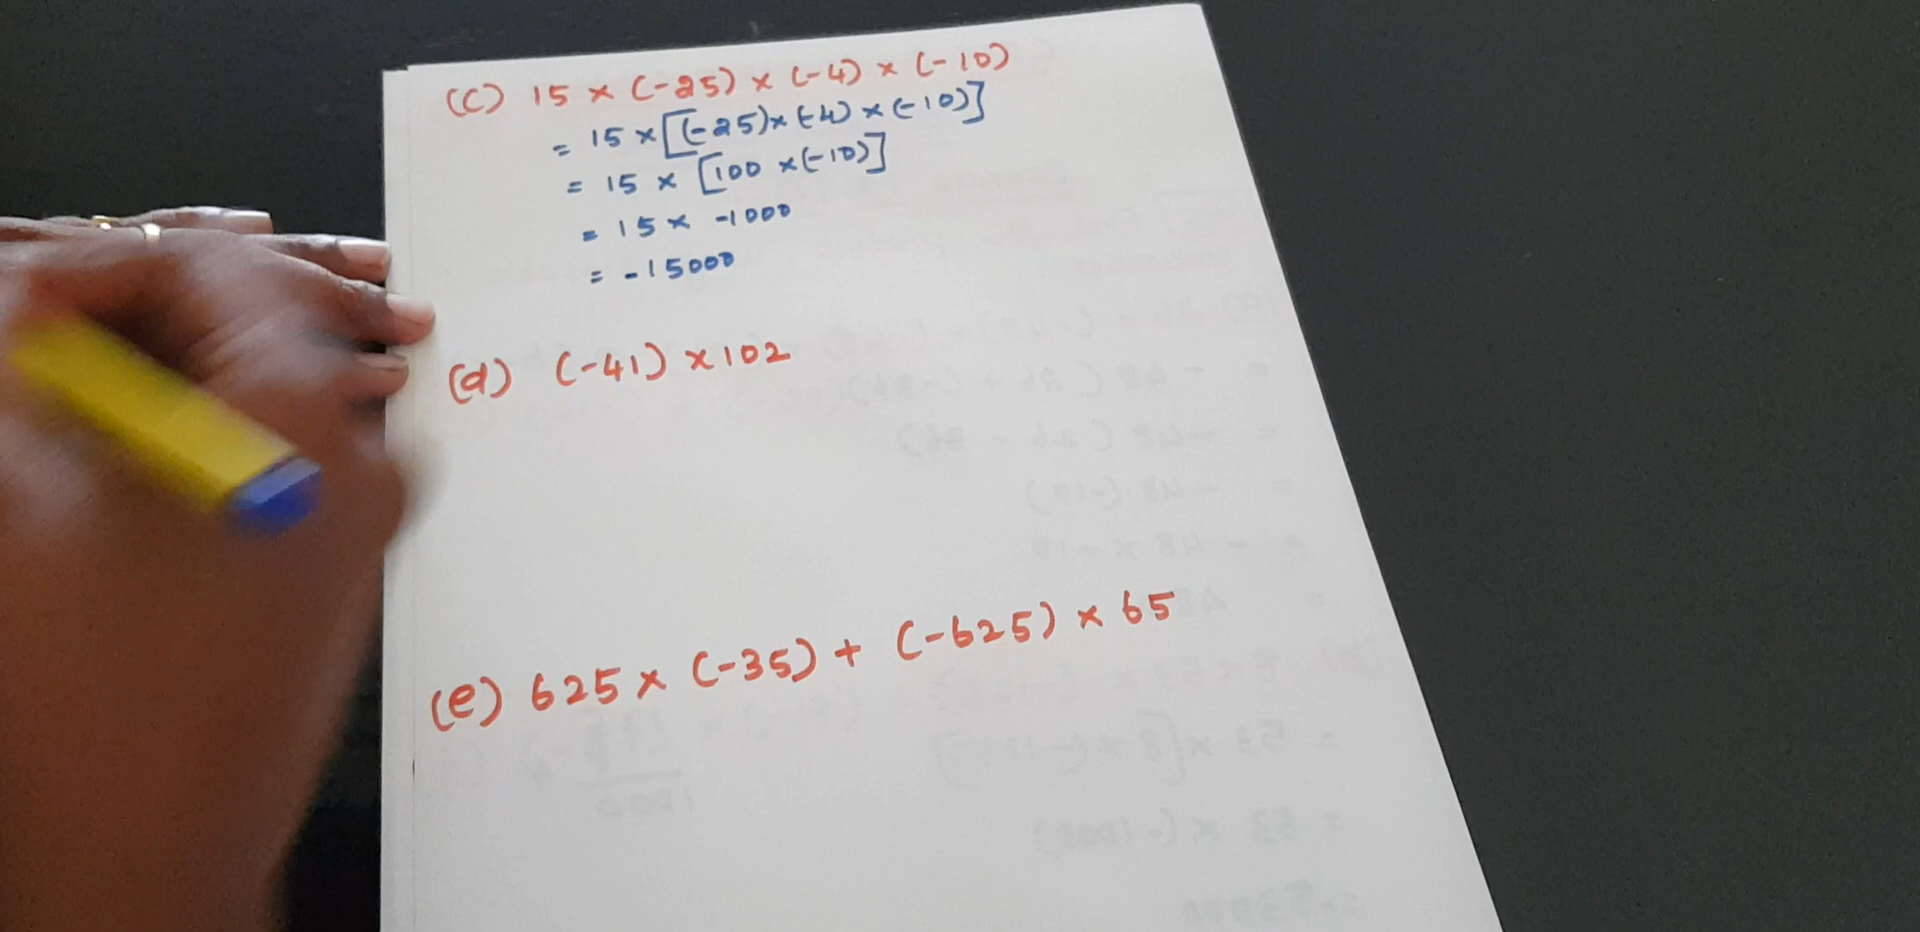 (c) 15 × (-25) × (-4) × (-10)
= 15 × [(-25) × (-4) × (-10)]
= 15 × [100 × (-10)]
= 15 × -1000
= -15000
(d) (-41) × 102
(e) 625 × (-35) + (-625) × 65